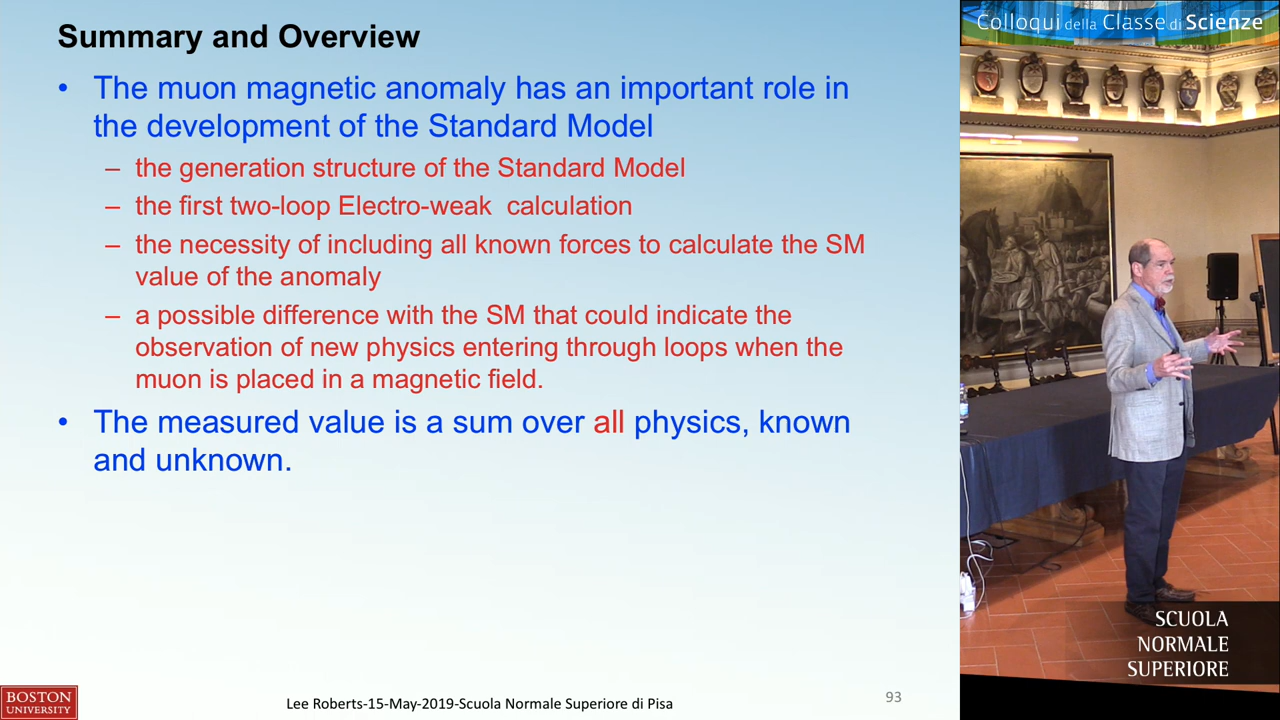 Summary and Overview
• The muon magnetic anomaly has an important role in
the development of the Standard Model
– the generation structure of the Standard Model
– the first two-loop Electro-weak calculation
– the necessity of including all known forces to calculate the SM
value of the anomaly
– a possible difference with the SM that could indicate the
observation of new physics entering through loops when the
muon is placed in a magnetic field.
• The measured value is a sum over all physics, known
and unknown.
BOSTON
UNIVERSITY
Lee Roberts-15-May-2019-Scuola Normale Superiore di Pisa
93
Colloqui della Classe di Scienze
SCUOLA
NORMALE
SUPERIORE